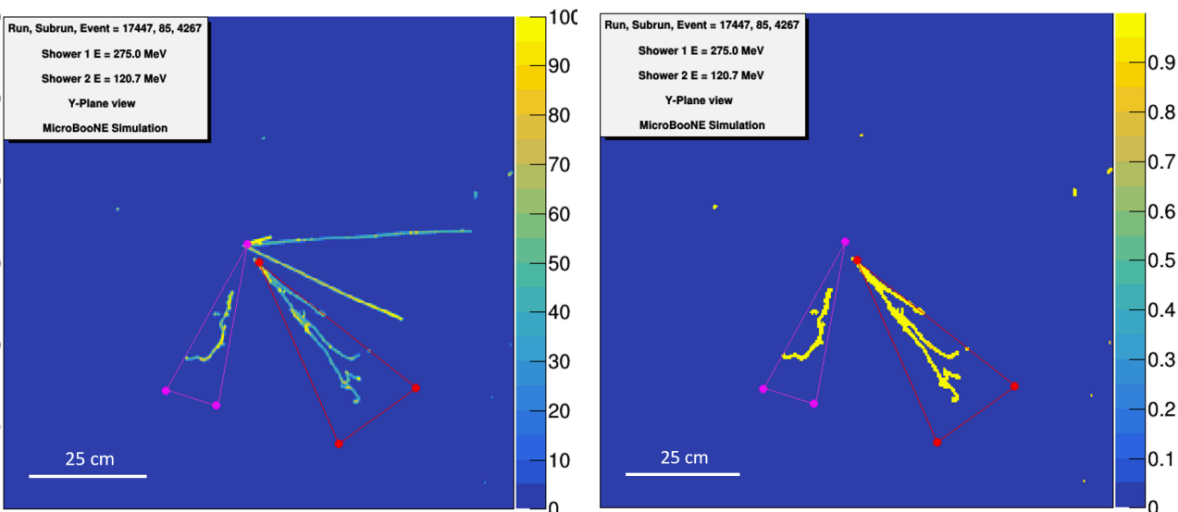 Run, Subrun, Event = 17447, 85, 4267
Shower 1 E = 275.0 MeV
Shower 2 E = 120.7 MeV
Y-Plane view
MicroBooNE Simulation
25 cm
90
80
70
60
50
40
30
20
10
0
Run, Subrun, Event = 17447, 85, 4267
Shower 1 E = 275.0 MeV
Shower 2 E = 120.7 MeV
Y-Plane view
MicroBooNE Simulation
25 cm
0.9
0.8
0.7
0.6
0.5
0.4
0.3
0.2
0.1
0